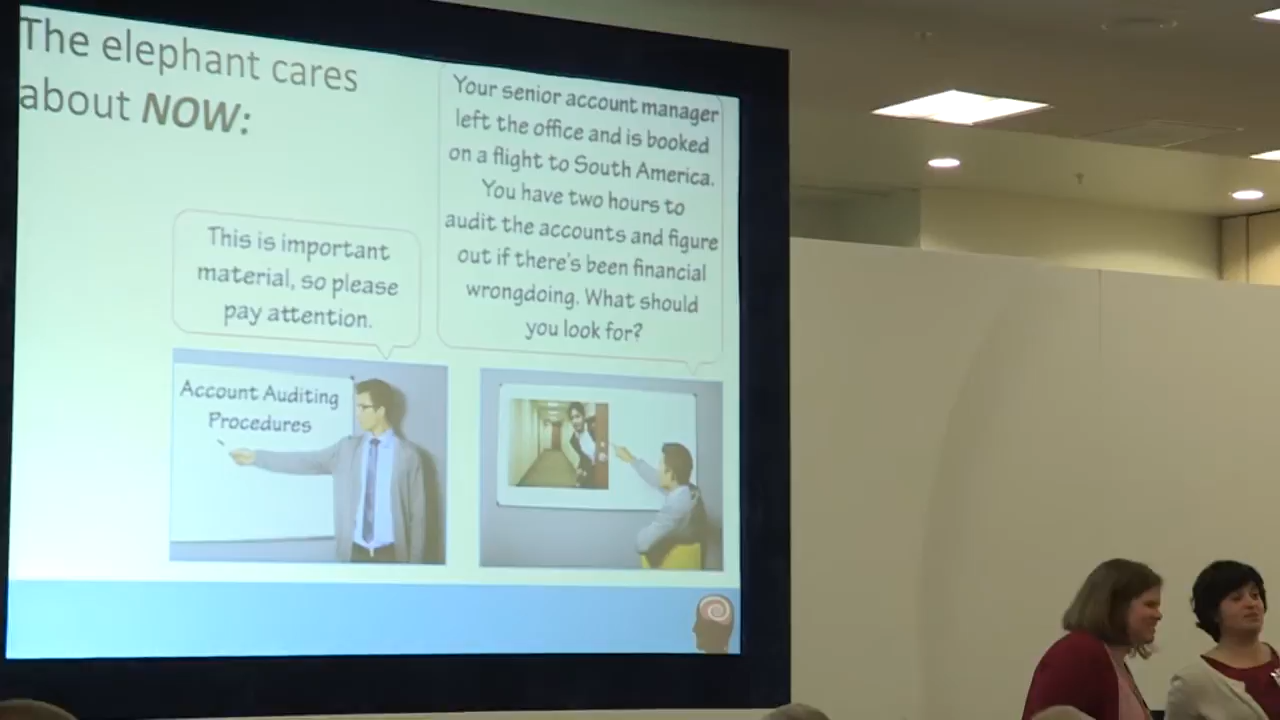 The elephant cares
about NOW:
This is important
material, so please
pay attention.
Your senior account manager
left the office and is booked
on a flight to South America.
You have two hours to
audit the accounts and figure
out if there's been financial
wrongdoing. What should
you look for?
Account Auditing
Procedures